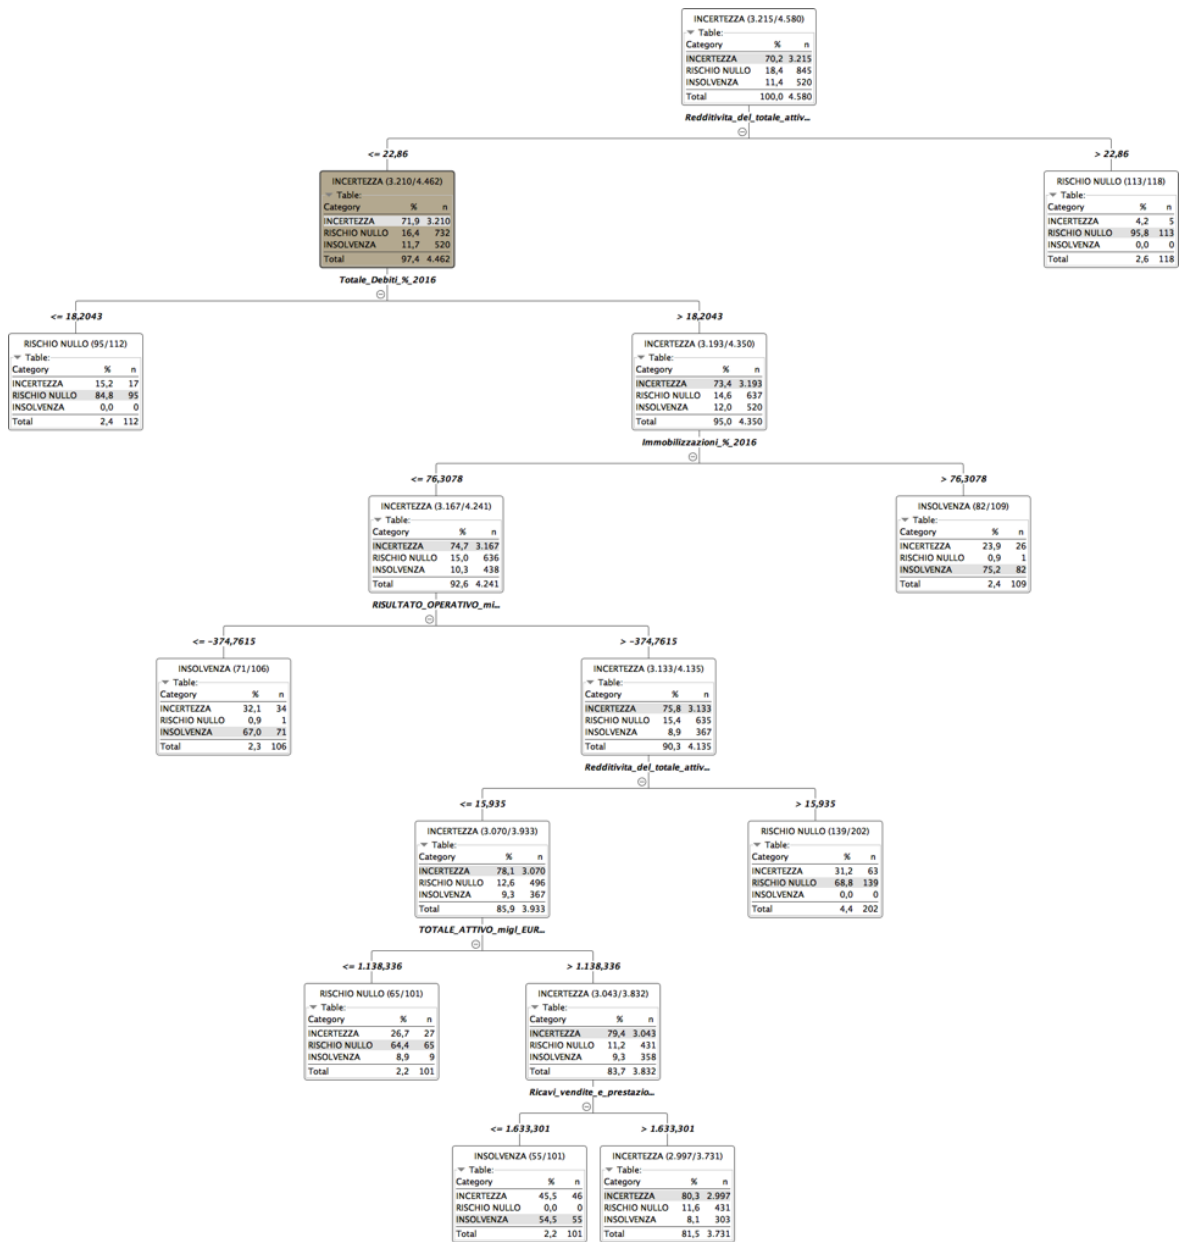 INCERTEZZA (3.215/4.580)
Table:
Category % n
INCERTEZZA 70,2 3.215
RISCHIO NULLO 18,4 845
INSOLVENZA 11,4 520
Total 100,0 4.580
Redditivita_del_totale_attiv...
<= 22,86
> 22,86
INCERTEZZA (3.210/4.462)
Table:
Category % n
INCERTEZZA 71,9 3.210
RISCHIO NULLO 16,4 732
INSOLVENZA 11,7 520
Total 97,4 4.462
Totale_Debiti_%_2016
RISCHIO NULLO (113/118)
Table:
Category % n
INCERTEZZA 4,2 5
RISCHIO NULLO 95,8 113
INSOLVENZA 0,0 0
Total 2,6 118
<= 18,2043
> 18,2043
RISCHIO NULLO (95/112)
Table:
Category % n
INCERTEZZA 15,2 17
RISCHIO NULLO 84,8 95
INSOLVENZA 0,0 0
Total 2,4 112
INCERTEZZA (3.193/4.350)
Table:
Category % n
INCERTEZZA 73,4 3.193
RISCHIO NULLO 14,6 637
INSOLVENZA 12,0 520
Total 95,0 4.350
Immobilizzazioni_%_2016
<= 76,3078
> 76,3078
INCERTEZZA (3.167/4.241)
Table:
Category % n
INCERTEZZA 74,7 3.167
RISCHIO NULLO 15,0 636
INSOLVENZA 10,3 438
Total 92,6 4.241
RISULTATO_OPERATIVO_mi...
INSOLVENZA (82/109)
Table:
Category % n
INCERTEZZA 23,9 26
RISCHIO NULLO 0,9 1
INSOLVENZA 75,2 82
Total 2,4 109
<= -374,7615
> -374,7615
INSOLVENZA (71/106)
Table:
Category % n
INCERTEZZA 32,1 34
RISCHIO NULLO 0,9 1
INSOLVENZA 67,0 71
Total 2,3 106
INCERTEZZA (3.133/4.135)
Table:
Category % n
INCERTEZZA 75,8 3.133
RISCHIO NULLO 15,4 635
INSOLVENZA 8,9 367
Total 90,3 4.135
Redditivita_del_totale_attiv...
<= 15,935
> 15,935
INCERTEZZA (3.070/3.933)
Table:
Category % n
INCERTEZZA 78,1 3.070
RISCHIO NULLO 12,6 496
INSOLVENZA 9,3 367
Total 85,9 3.933
TOTALE_ATTIVO_migl_EUR...
RISCHIO NULLO (139/202)
Table:
Category % n
INCERTEZZA 31,2 63
RISCHIO NULLO 68,8 139
INSOLVENZA 0,0 0
Total 4,4 202
<= 1.138,336
> 1.138,336
RISCHIO NULLO (65/101)
Table:
Category % n
INCERTEZZA 26,7 27
RISCHIO NULLO 64,4 65
INSOLVENZA 8,9 9
Total 2,2 101
INCERTEZZA (3.043/3.832)
Table:
Category % n
INCERTEZZA 79,4 3.043
RISCHIO NULLO 11,2 431
INSOLVENZA 9,3 358
Total 83,7 3.832
Ricavi_vendite_e_prestazio...
<= 1.633,301
> 1.633,301
INSOLVENZA (55/101)
Table:
Category % n
INCERTEZZA 45,5 46
RISCHIO NULLO 0,0 0
INSOLVENZA 54,5 55
Total 2,2 101
INCERTEZZA (2.997/3.731)
Table:
Category % n
INCERTEZZA 80,3 2.997
RISCHIO NULLO 11,6 431
INSOLVENZA 8,1 303
Total 81,5 3.731